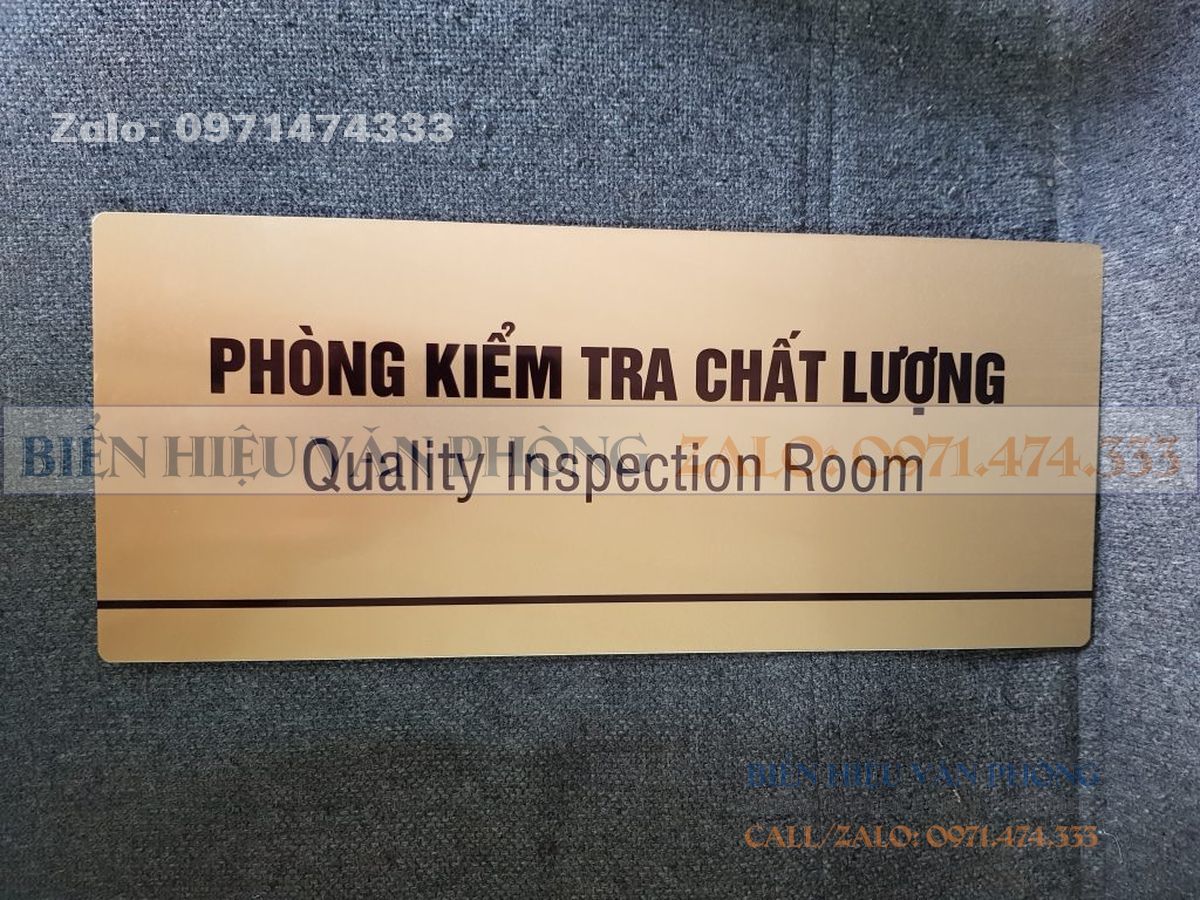 Zalo: 0971474333
PHÒNG KIỂM TRA CHẤT LƯỢNG
BIỂN HIỆU VĂN PHÒNG ZALO: 0971.474.333
Quality Inspection Room
BIỂN HIỆU VĂN PHÒNG
CALL/ZALO: 0971.474.333